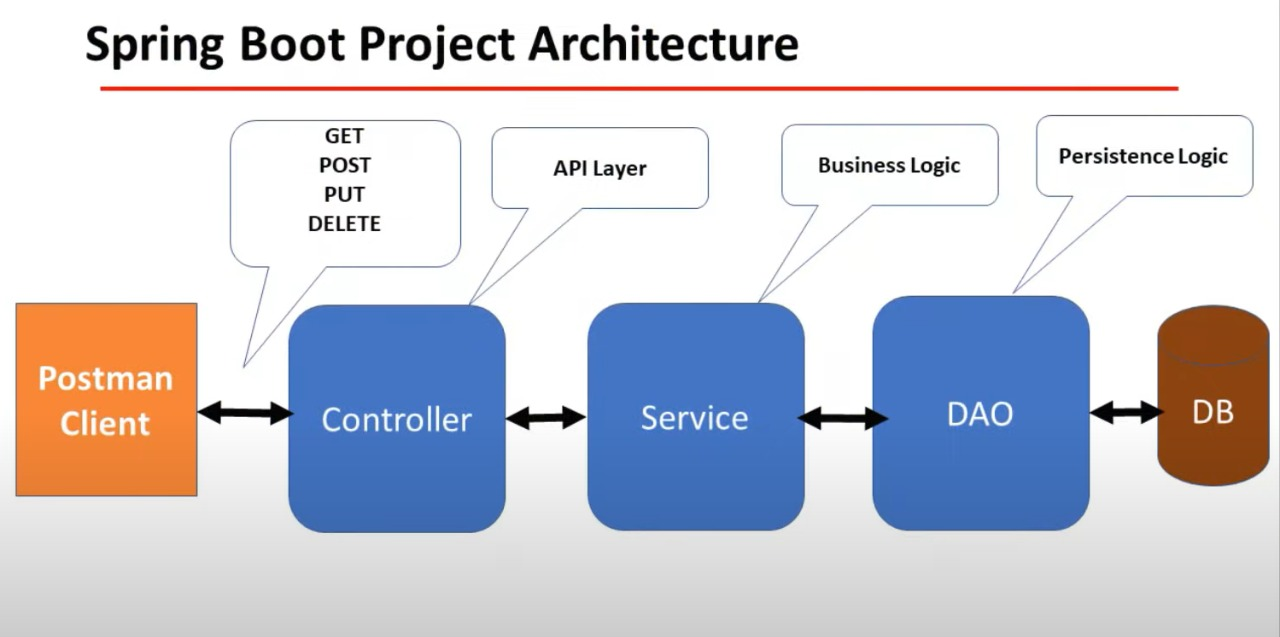 Spring Boot Project Architecture
GET
POST
PUT
DELETE
API Layer
Business Logic
Persistence Logic
Postman
Client
Controller
Service
DAO
DB